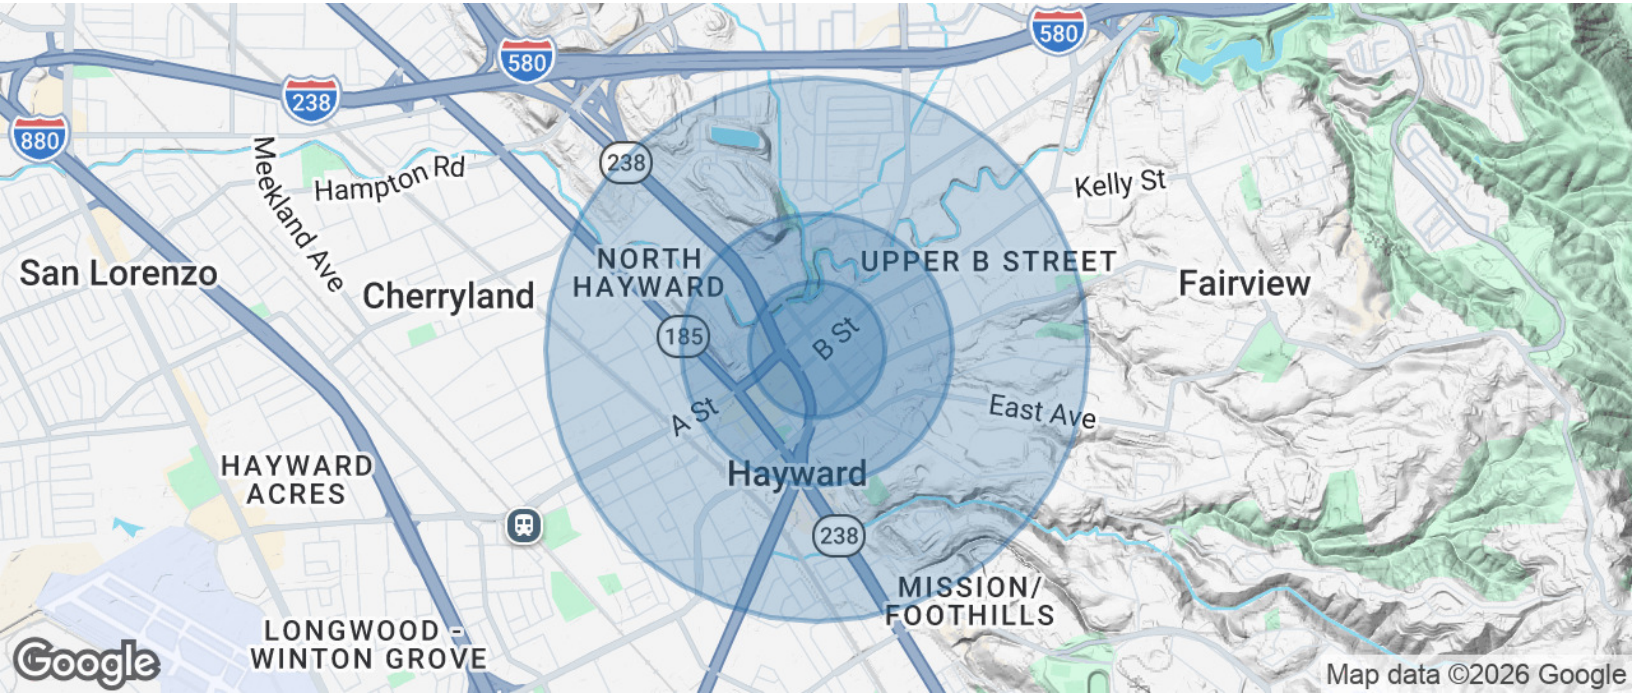 580
580
238
880
Meekland Ave
Hampton Rd
238
Kelly St
San Lorenzo
Cherryland
NORTH
HAYWARD
UPPER B STREET
Fairview
185
B St
A St
East Ave
HAYWARD
ACRES
Hayward
238
MISSION/
FOOTHILLS
LONGWOOD -
WINTON GROVE
Google
Map data ©2026 Google